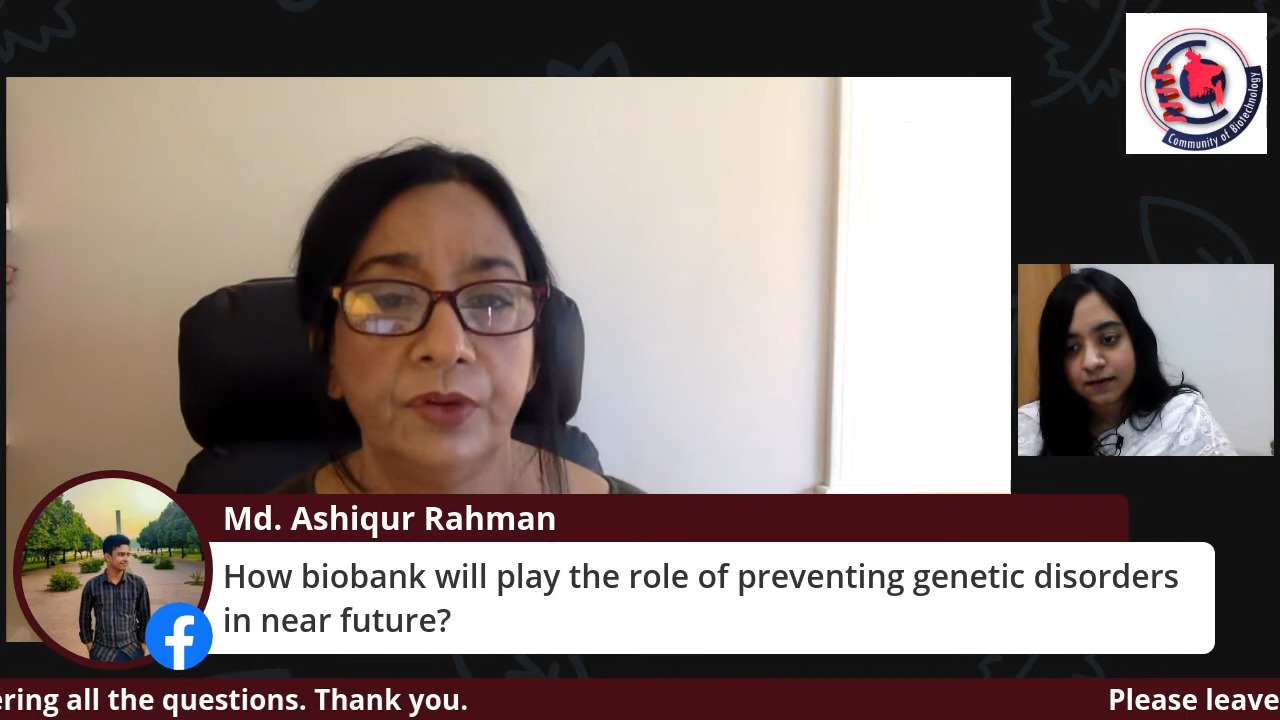 Community of Biotechnology
Md. Ashiqur Rahman
How biobank will play the role of preventing genetic disorders
in near future?
ering all the questions. Thank you.
Please leave